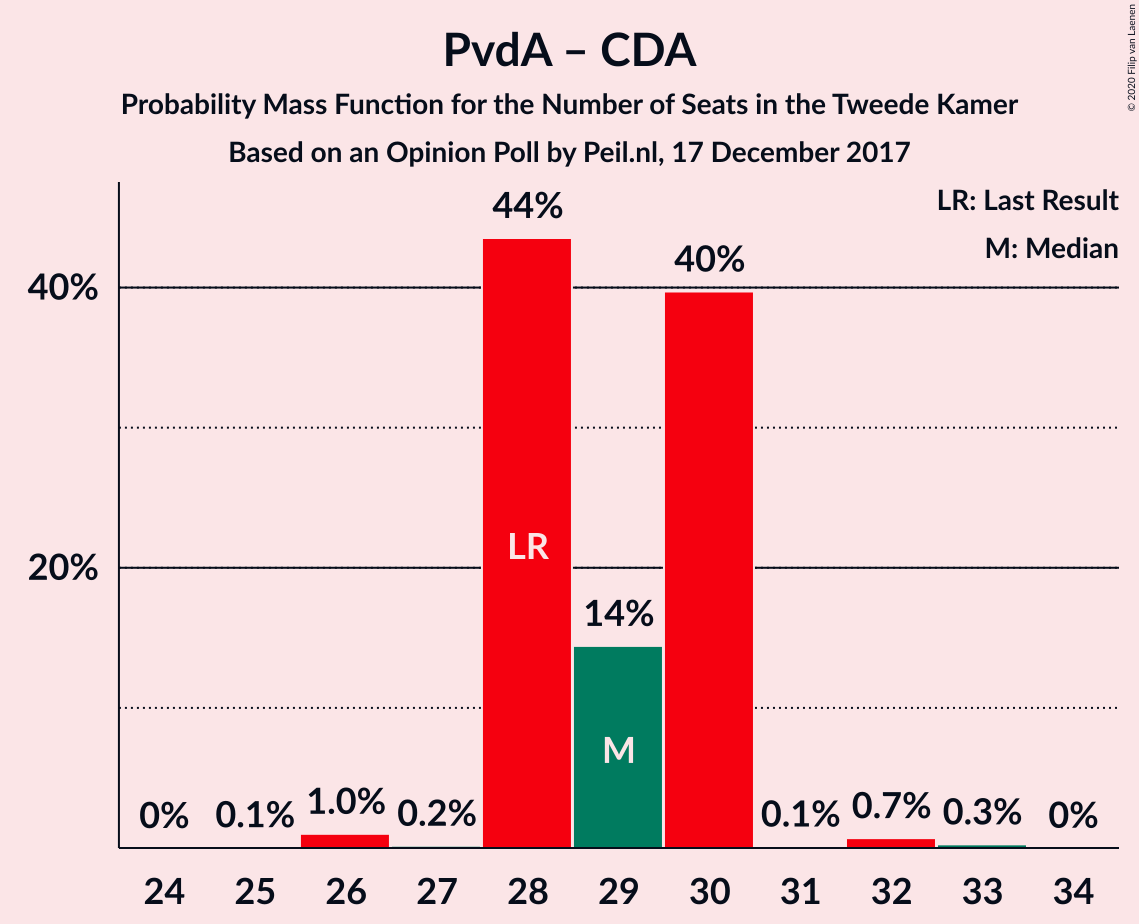 PvdA – CDA
Probability Mass Function for the Number of Seats in the Tweede Kamer
Based on an Opinion Poll by Peil.nl, 17 December 2017
© 2020 Filip van Laenen
LR: Last Result
M: Median
40%
20%
0%
0.1%
1.0%
0.2%
44%
14%
40%
0.1%
0.7%
0.3%
0%
LR
M
24 25 26 27 28 29 30 31 32 33 34